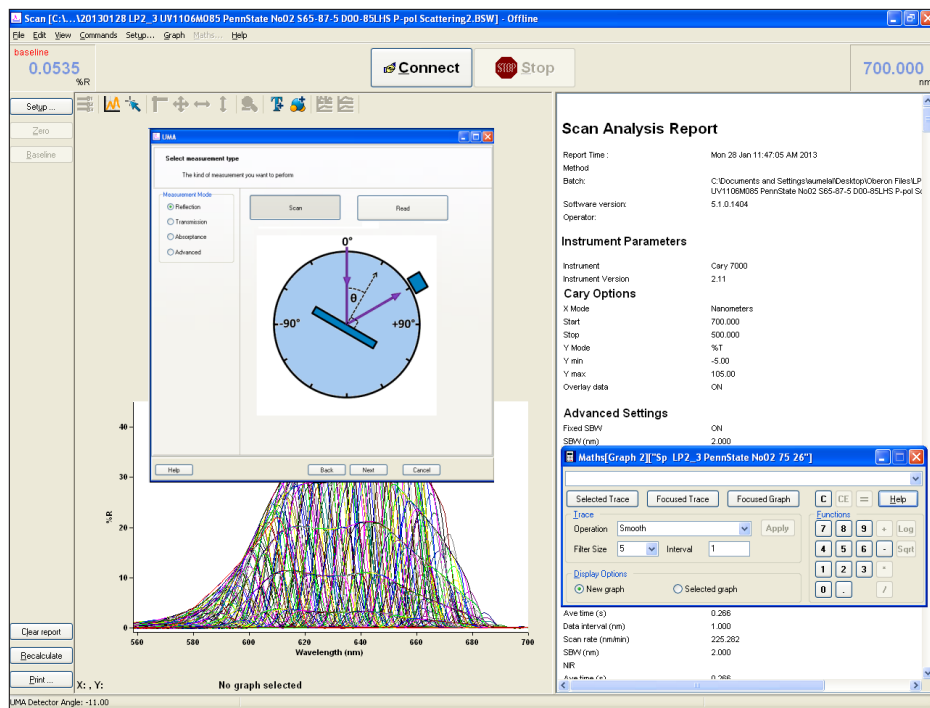 Scan [C:\...\20130128 LP2_3 UV1106M085 PennState No02 S65-87-5 D00-85LHS P-pol Scattering2.BSW] - Offline
File Edit View Commands Setup... Graph Maths... Help
baseline
0.0535
%R
Connect
STOP Stop
700.000
nm
Setup ...
Zero
Baseline
Clear report
Recalculate
Print ...
UMA
Select measurement type
The kind of measurement you want to perform
Measurement Mode
Reflection
Transmission
Absorptance
Advanced
Scan
Read
0°
θ
-90°
+90°
Help
Back
Next
Cancel
%R
40
30
20
10
0
560
580
600
620
640
660
680
700
Wavelength (nm)
X: , Y:
No graph selected
UMA Detector Angle: -11.00
Scan Analysis Report
Report Time : Mon 28 Jan 11:47:05 AM 2013
Method
Batch: C:\Documents and Settings\aumelal\Desktop\Oberon Files\LP
UV1106M085 PennState No02 S65-87-5 D00-85LHS P-pol Sc
Software version: 5.1.0.1404
Operator:
Instrument Parameters
Instrument Cary 7000
Instrument Version 2.11
Cary Options
X Mode Nanometers
Start 700.000
Stop 500.000
Y Mode %T
Y min -5.00
Y max 105.00
Overlay data ON
Advanced Settings
Fixed SBW ON
SBW (nm) 2.000
Maths[Graph 2]["Sp LP2_3 PennState No02 75 26"]
Selected Trace
Focused Trace
Focused Graph
C CE = Help
Trace
Operation Smooth Apply
Filter Size 5 Interval 1
Display Options
New graph
Selected graph
Functions
7 8 9 + Log
4 5 6 - Sqrt
1 2 3 *
0 . /
Ave time (s) 0.266
Data interval (nm) 1.000
Scan rate (nm/min) 225.282
SBW (nm) 2.000
NIR
Ave time (s) 0.266